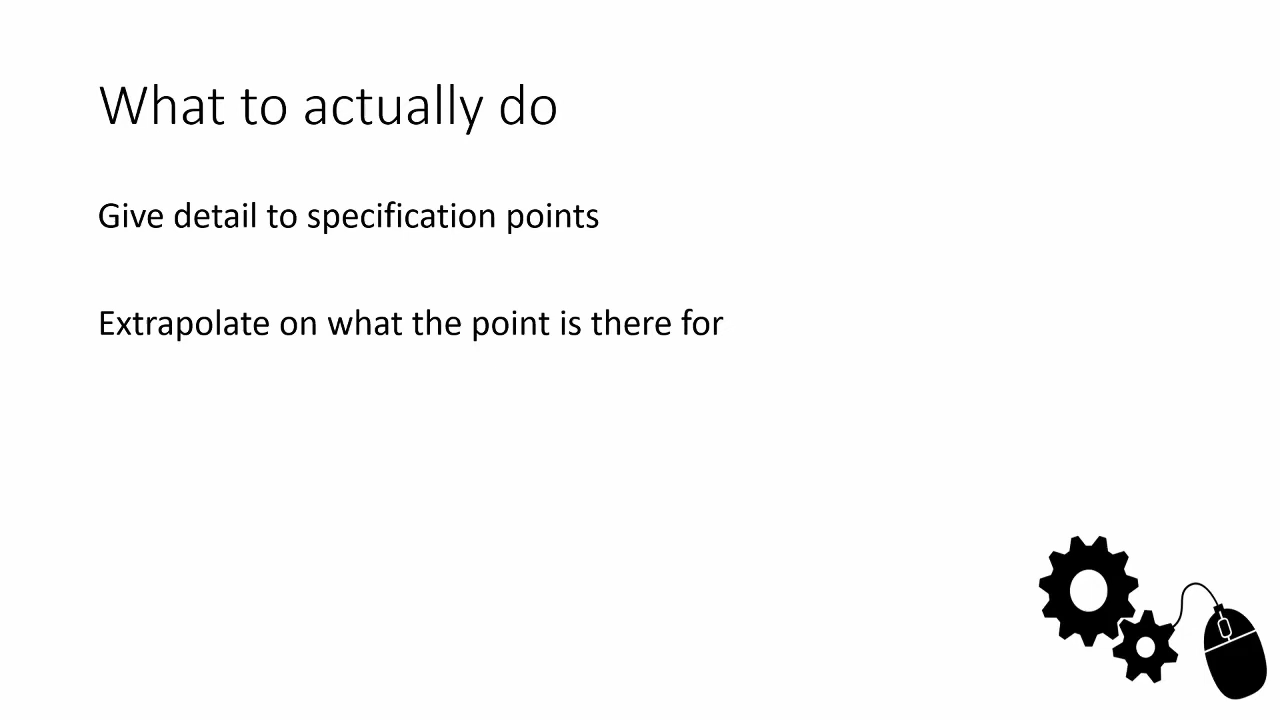 What to actually do
Give detail to specification points
Extrapolate on what the point is there for